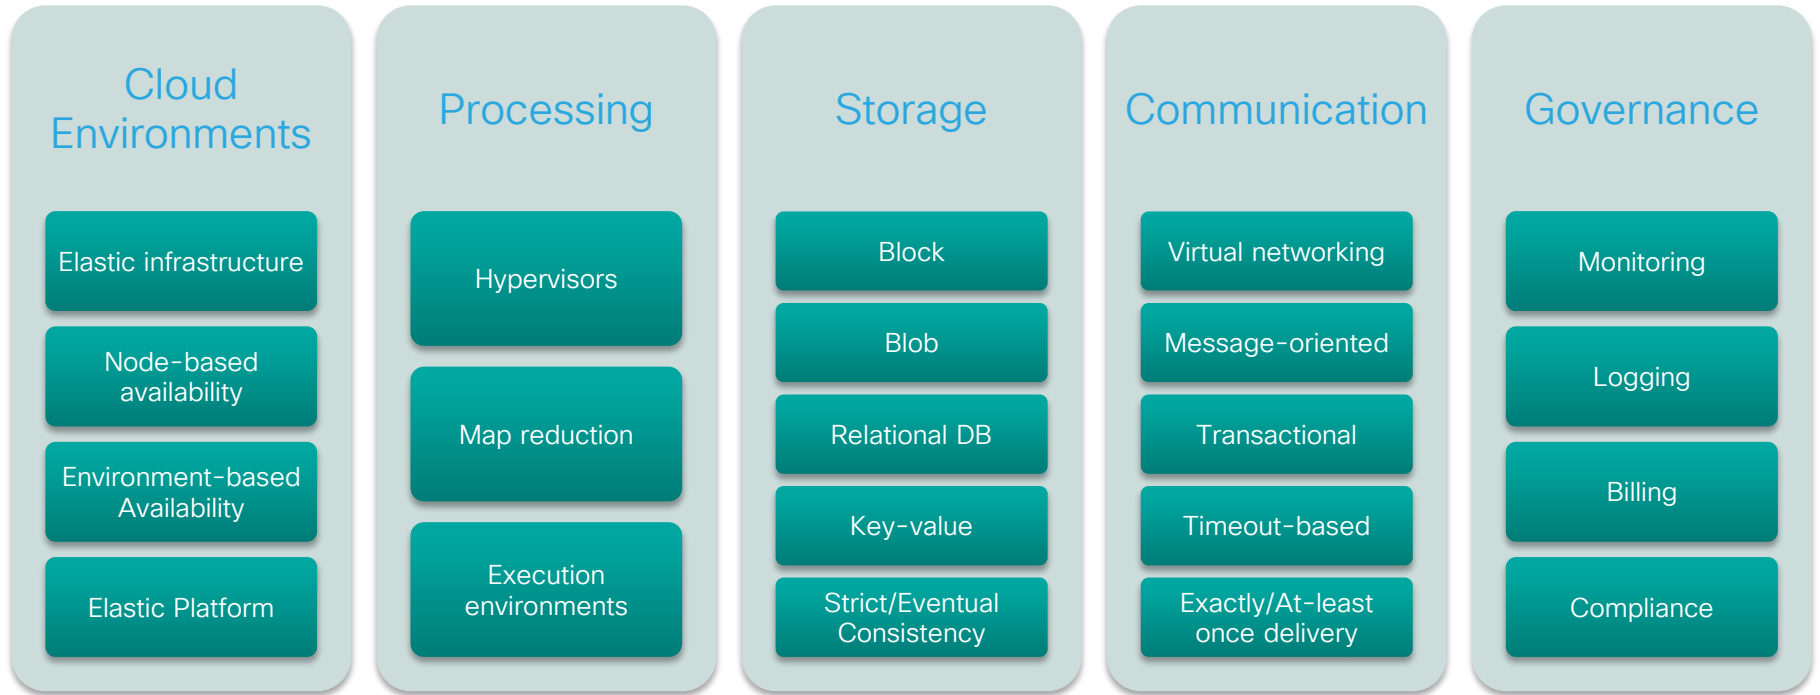 Cloud
Environments
Elastic infrastructure
Node-based
availability
Environment-based
Availability
Elastic Platform
Processing
Hypervisors
Map reduction
Execution
environments
Storage
Block
Blob
Relational DB
Key-value
Strict/Eventual
Consistency
Communication
Virtual networking
Message-oriented
Transactional
Timeout-based
Exactly/At-least
once delivery
Governance
Monitoring
Logging
Billing
Compliance